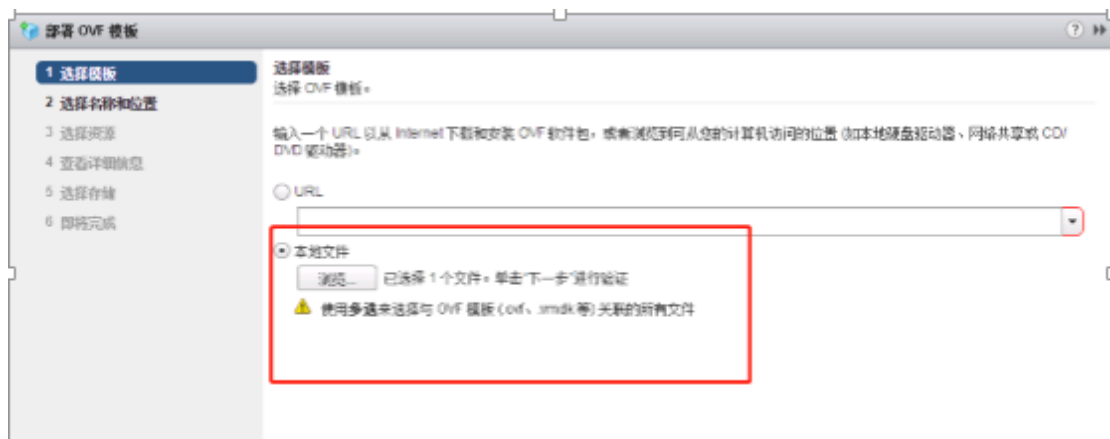 部署 OVF 模板
1 选择模板
2 选择名称和位置
3 选择资源
4 查看详细信息
5 选择存储
6 即将完成
选择模板
选择 OVF 模板。
输入一个 URL 以从 Internet 下载和安装 OVF 软件包，或者浏览到可从您的计算机访问的位置 (如本地硬盘驱动器、网络共享或 CD/
DVD 驱动器)。
URL
本地文件
浏览...
已选择 1 个文件。单击“下一步”进行验证
使用多选来选择与 OVF 模板 (.ovf、.vmdk 等) 关联的所有文件